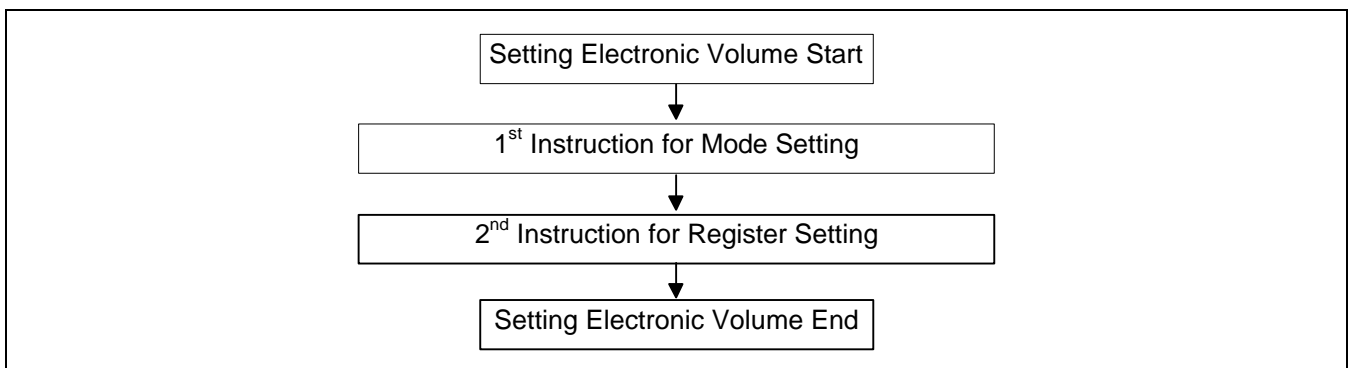 Setting Electronic Volume Start
1st Instruction for Mode Setting
2nd Instruction for Register Setting
Setting Electronic Volume End